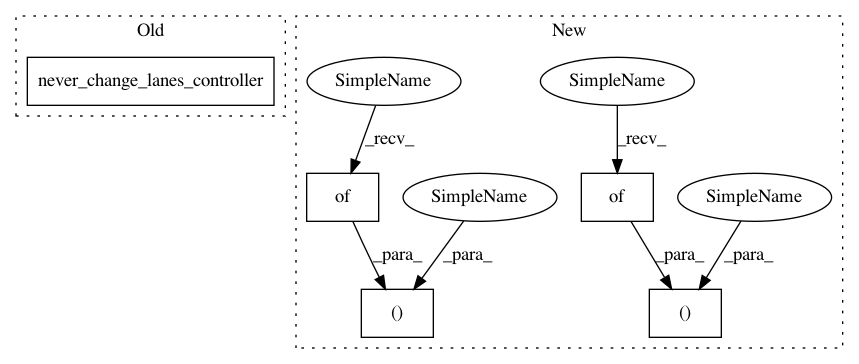 Old
New
never_change_lanes_controller
SimpleName
SimpleName
_recv_
_recv_
of
SimpleName
of
SimpleName
_para_
_para_
_para_
_para_
()
()